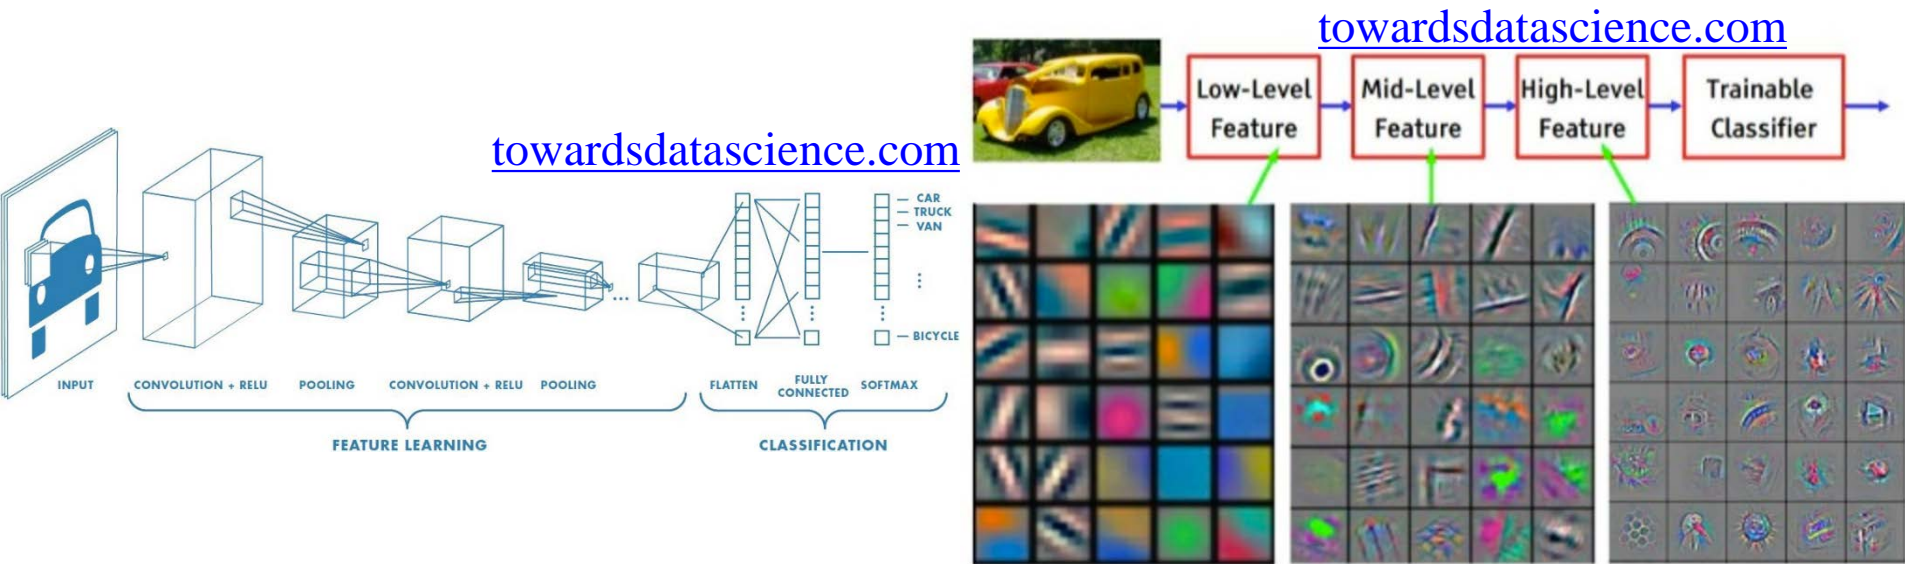 towardsdatascience.com
CAR
TRUCK
VAN
BICYCLE
INPUT
CONVOLUTION + RELU
POOLING
CONVOLUTION + RELU
POOLING
FLATTEN
FULLY
CONNECTED
SOFTMAX
FEATURE LEARNING
CLASSIFICATION
towardsdatascience.com
Low-Level
Feature
Mid-Level
Feature
High-Level
Feature
Trainable
Classifier